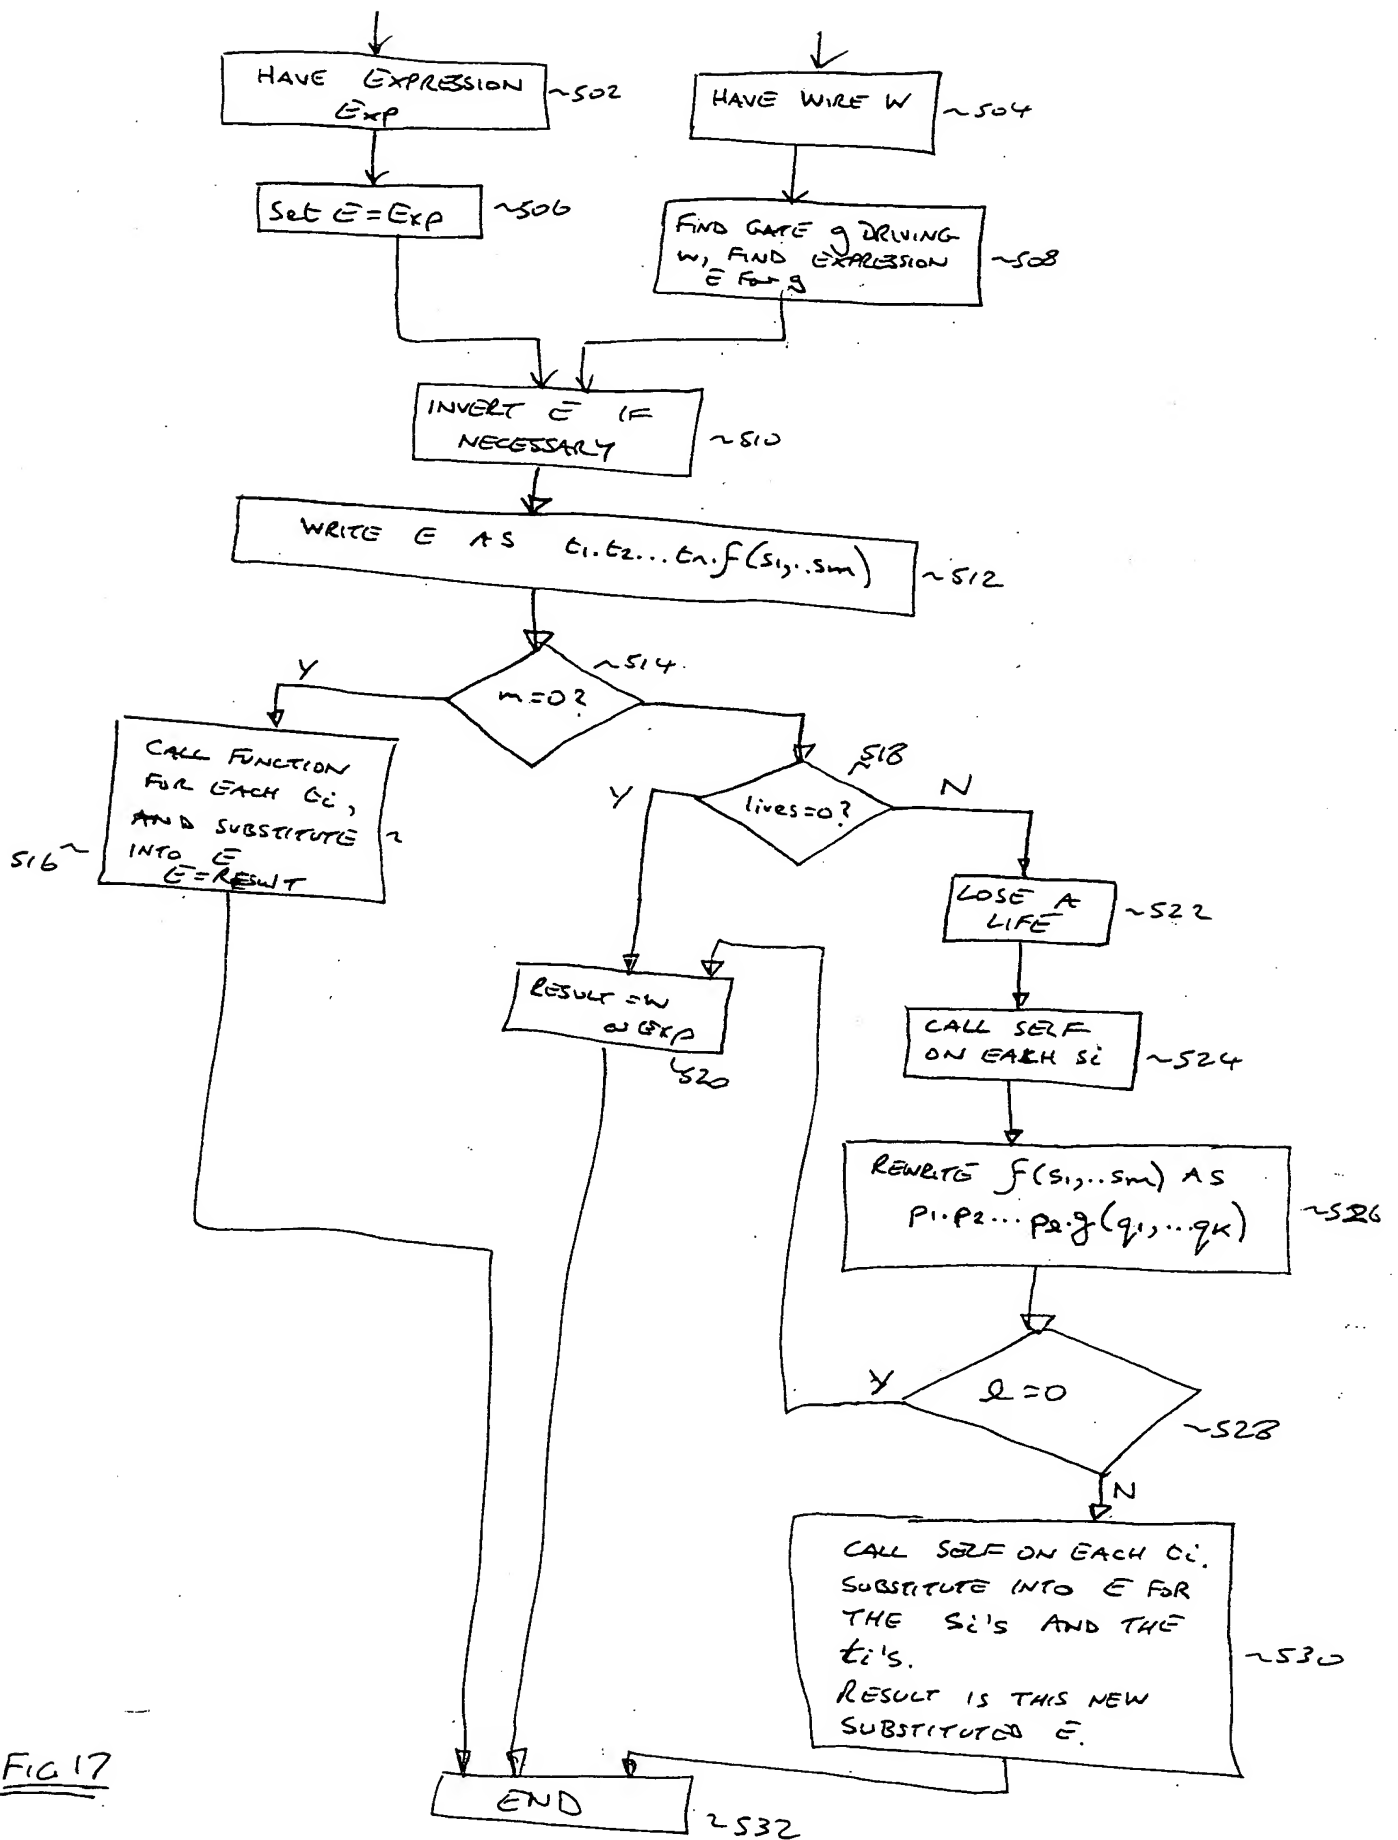 HAVE EXPRESSION
Exp
~502
HAVE WIRE W
~504
Set E=Exp
~506
FIND GATE g DRIVING
w, FIND EXPRESSION
E For g
~508
INVERT E IF
NECESSARY
~510
WRITE E AS t1.t2...tn.f(s1,..sm)
~512
~514
Y
m=0?
CALL FUNCTION
FOR EACH ti,
AND SUBSTITUTE
INTO E
E=RESULT
516~
~518
Y
lives=0?
N
LOSE A
LIFE
~522
RESULT =W
or Exp
~520
CALL SELF
ON EACH si
~524
REWRITE f(s1,..sm) AS
p1.p2...pl.g(q1,...qk)
~526
Y
l=0
~528
N
CALL SELF ON EACH ti.
SUBSTITUTE INTO E FOR
THE si's AND THE
ti's.
RESULT IS THIS NEW
SUBSTITUTED E.
~530
FIG 17
END
~532